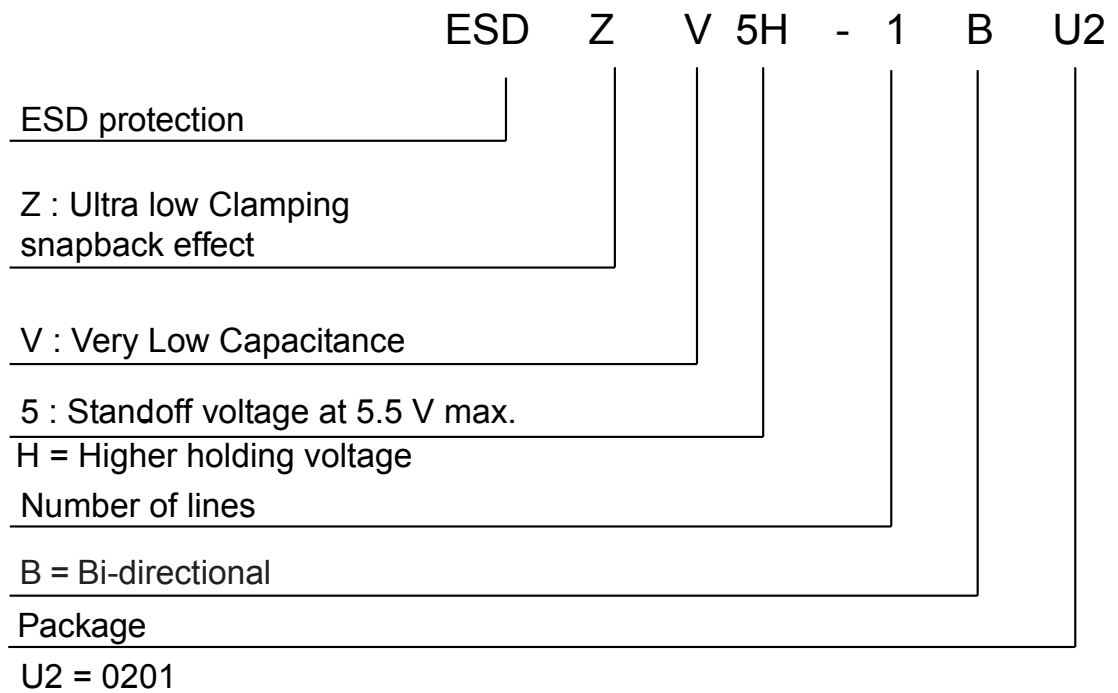 ESD Z V 5H - 1 B U2
ESD protection
Z : Ultra low Clamping
snapback effect
V : Very Low Capacitance
5 : Standoff voltage at 5.5 V max.
H = Higher holding voltage
Number of lines
B = Bi-directional
Package
U2 = 0201